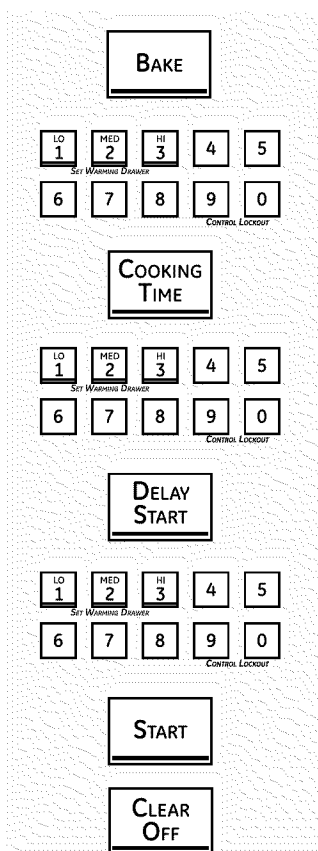 BAKE
LO MED HI
1 2 3 4 5
SET WARMING DRAWER
6 7 8 9 0
CONTROL LOCKOUT
COOKING
TIME
LO MED HI
1 2 3 4 5
SET WARMING DRAWER
6 7 8 9 0
CONTROL LOCKOUT
DELAY
START
LO MED HI
1 2 3 4 5
SET WARMING DRAWER
6 7 8 9 0
CONTROL LOCKOUT
START
CLEAR
OFF